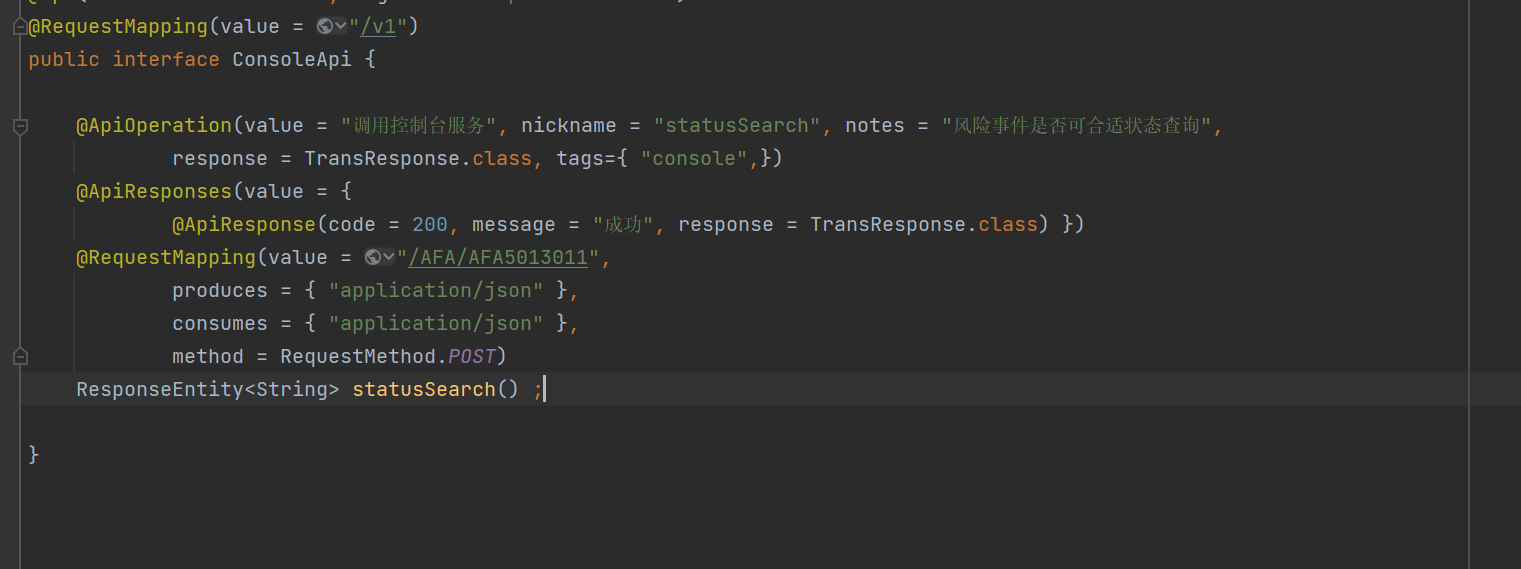 @RequestMapping(value = "/v1")
public interface ConsoleApi {
@ApiOperation(value = "调用控制台服务", nickname = "statusSearch", notes = "风险事件是否可合适状态查询",
response = TransResponse.class, tags={ "console",})
@ApiResponses(value = {
@ApiResponse(code = 200, message = "成功", response = TransResponse.class) })
@RequestMapping(value = "/AFA/AFA5013011",
produces = { "application/json" },
consumes = { "application/json" },
method = RequestMethod.POST)
ResponseEntity<String> statusSearch() ;
}